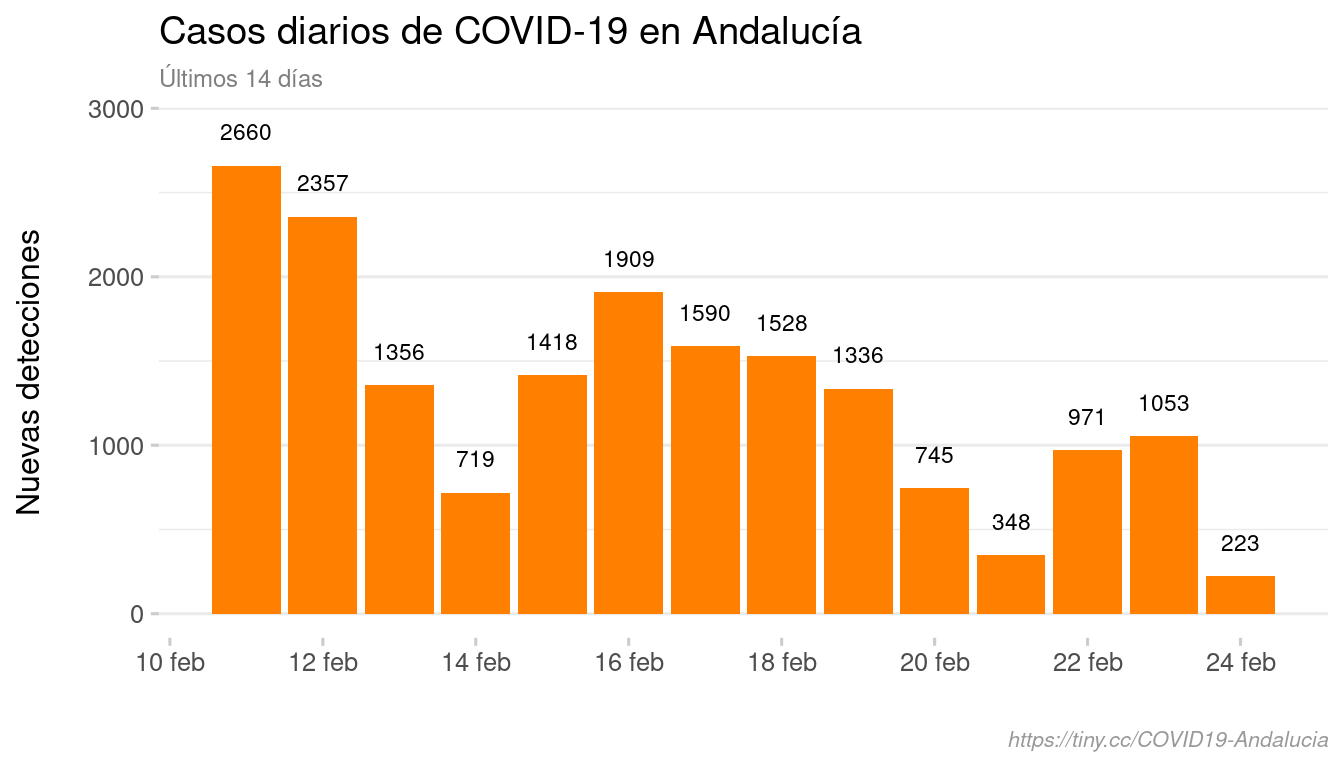 Casos diarios de COVID-19 en Andalucía
Últimos 14 días
Nuevas detecciones
3000
2000
1000
0
2660
2357
1356
719
1418
1909
1590
1528
1336
745
348
971
1053
223
10 feb
12 feb
14 feb
16 feb
18 feb
20 feb
22 feb
24 feb
https://tiny.cc/COVID19-Andalucia